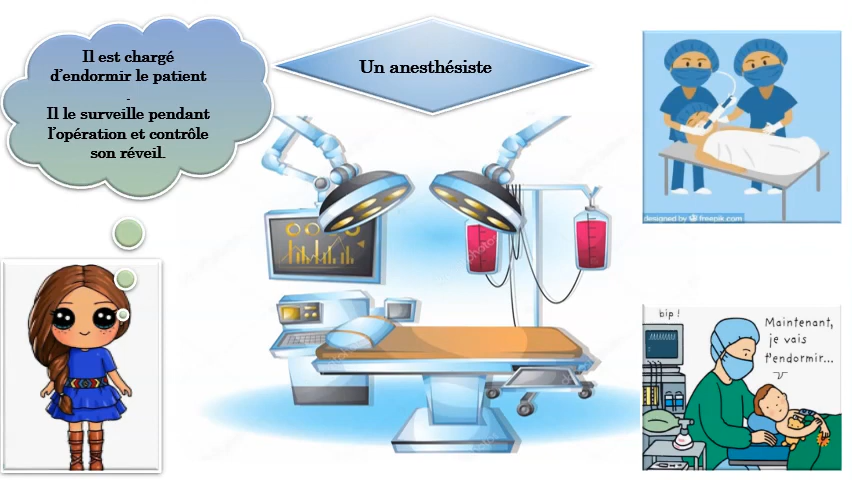 Il est chargé
d'endormir le patient
.
Il le surveille pendant
l'opération et contrôle
son réveil.
Un anesthésiste
designed by freepik.com
bip !
Maintenant,
je vais
t'endormir...